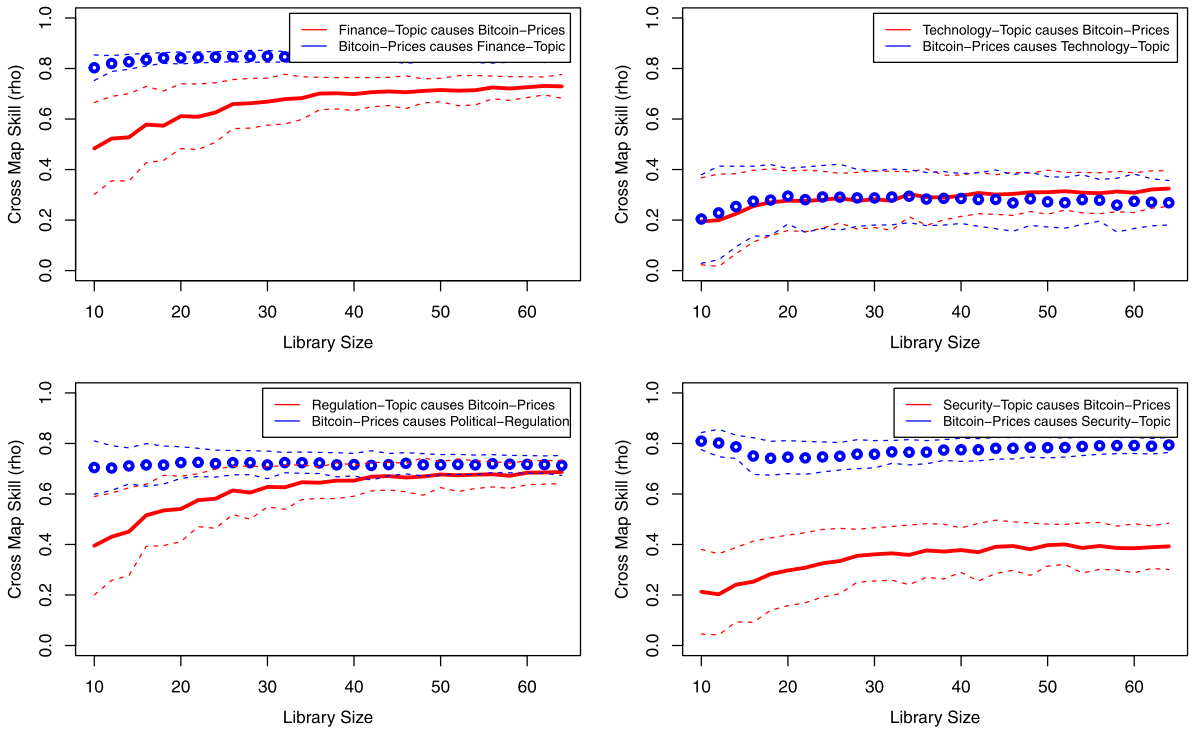 Finance−Topic causes Bitcoin−Prices
Bitcoin−Prices causes Finance−Topic
Cross Map Skill (rho)
0.0 0.2 0.4 0.6 0.8 1.0
10 20 30 40 50 60
Library Size
Technology−Topic causes Bitcoin−Prices
Bitcoin−Prices causes Technology−Topic
Cross Map Skill (rho)
0.0 0.2 0.4 0.6 0.8 1.0
10 20 30 40 50 60
Library Size
Regulation−Topic causes Bitcoin−Prices
Bitcoin−Prices causes Political−Regulation
Cross Map Skill (rho)
0.0 0.2 0.4 0.6 0.8 1.0
10 20 30 40 50 60
Library Size
Security−Topic causes Bitcoin−Prices
Bitcoin−Prices causes Security−Topic
Cross Map Skill (rho)
0.0 0.2 0.4 0.6 0.8 1.0
10 20 30 40 50 60
Library Size